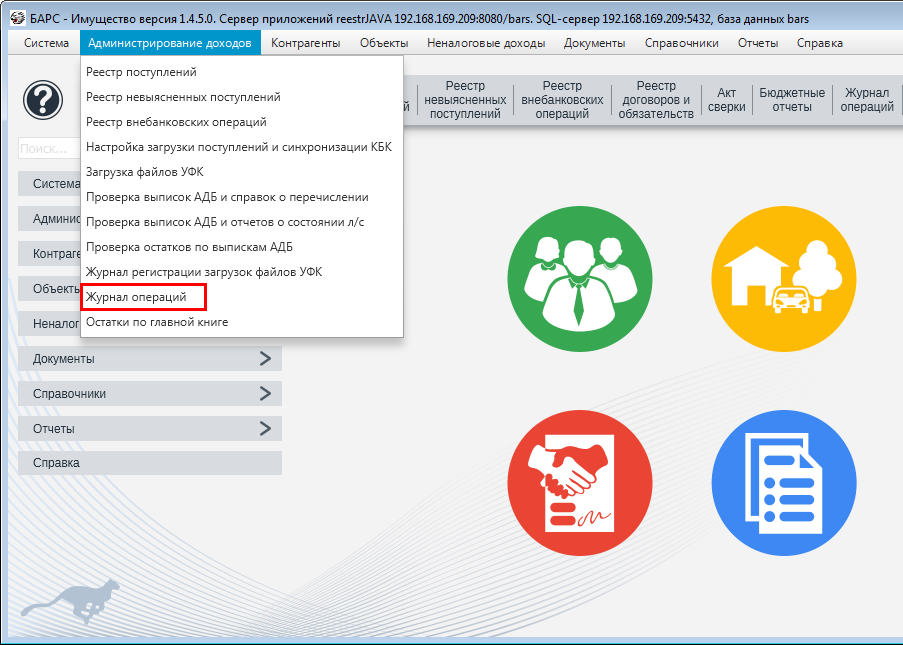 БАРС - Имущество версия 1.4.5.0. Сервер приложений reestrJAVA 192.168.169.209:8080/bars. SQL-сервер 192.168.169.209:5432, база данных bars
Система Администрирование доходов Контрагенты Объекты Неналоговые доходы Документы Справочники Отчеты Справка
Реестр поступлений
Реестр невыясненных поступлений
Реестр внебанковских операций
Настройка загрузки поступлений и синхронизации КБК
Загрузка файлов УФК
Проверка выписок АДБ и справок о перечислении
Проверка выписок АДБ и отчетов о состоянии л/с
Проверка остатков по выпискам АДБ
Журнал регистрации загрузок файлов УФК
Журнал операций
Остатки по главной книге
Реестр
невыясненных
поступлений
Реестр
внебанковских
операций
Реестр
договоров и
обязательств
Акт
сверки
Бюджетные
отчеты
Журнал
операций
Поиск...
Система
Админис
Контраге
Объекты
Неналог
Документы
Справочники
Отчеты
Справка